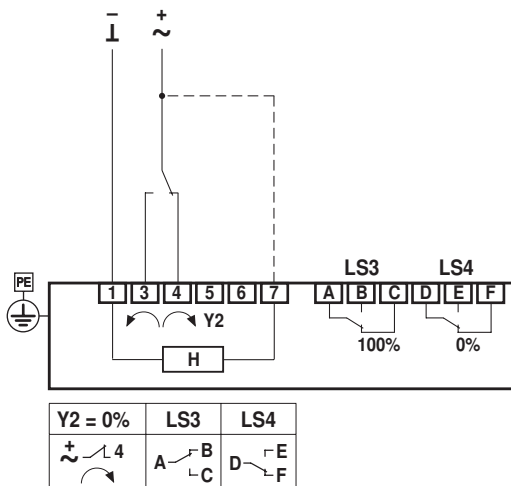 − +
⊥ ~
LS3 LS4
PE
1 3 4 5 6 7 A B C D E F
Y2
100% 0%
H
Y2 = 0% LS3 LS4
+
~ 4 A B C D E F